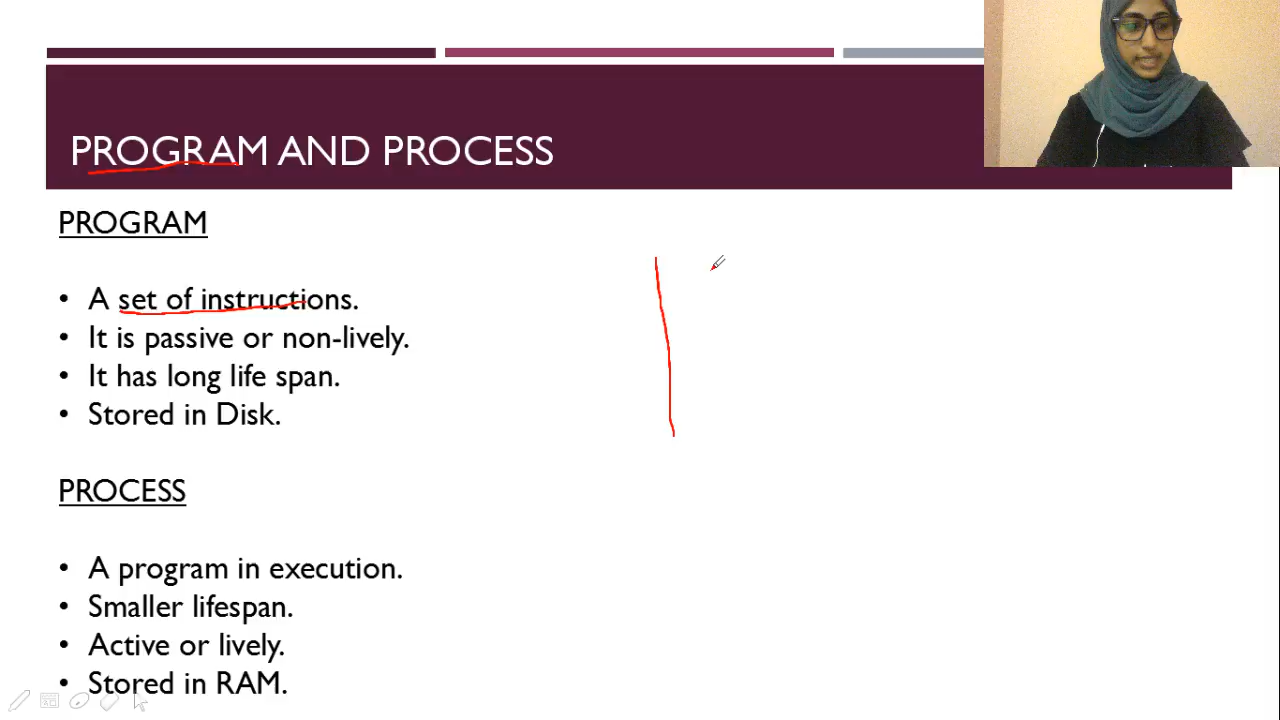 PROGRAM AND PROCESS
PROGRAM
• A set of instructions.
• It is passive or non-lively.
• It has long life span.
• Stored in Disk.
PROCESS
• A program in execution.
• Smaller lifespan.
• Active or lively.
• Stored in RAM.